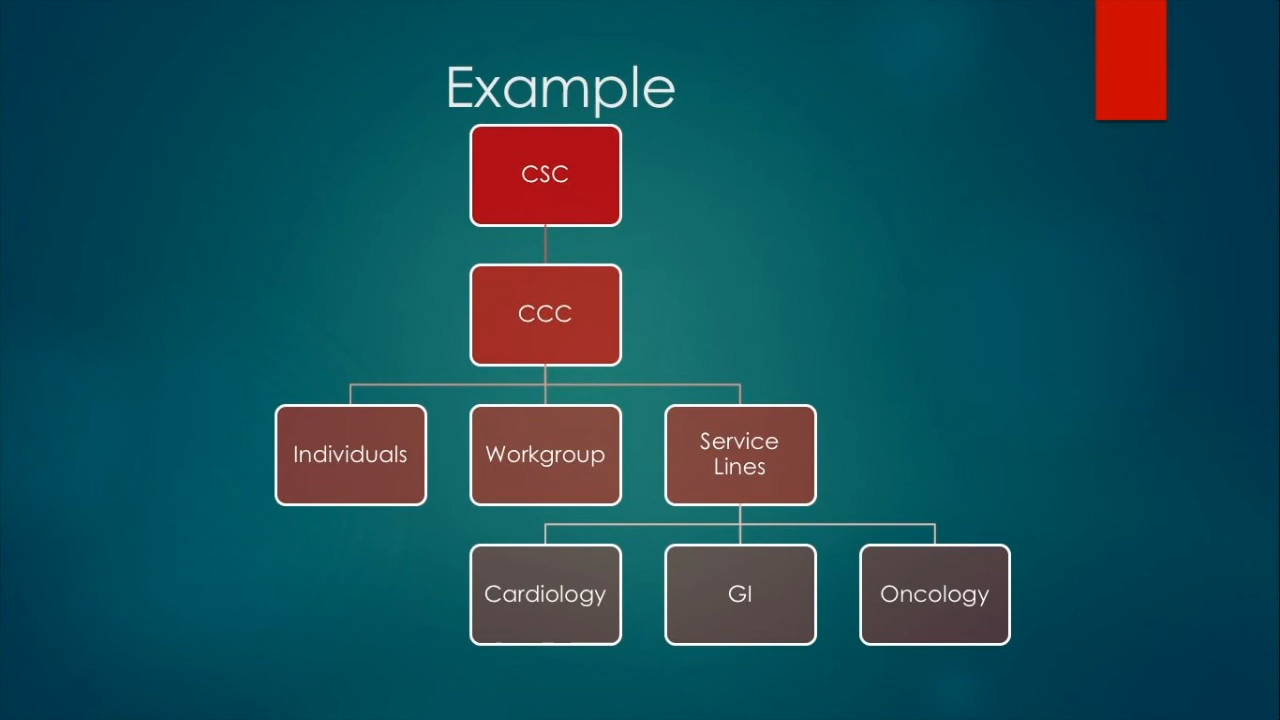 Example
CSC
CCC
Individuals
Workgroup
Service
Lines
Cardiology
GI
Oncology